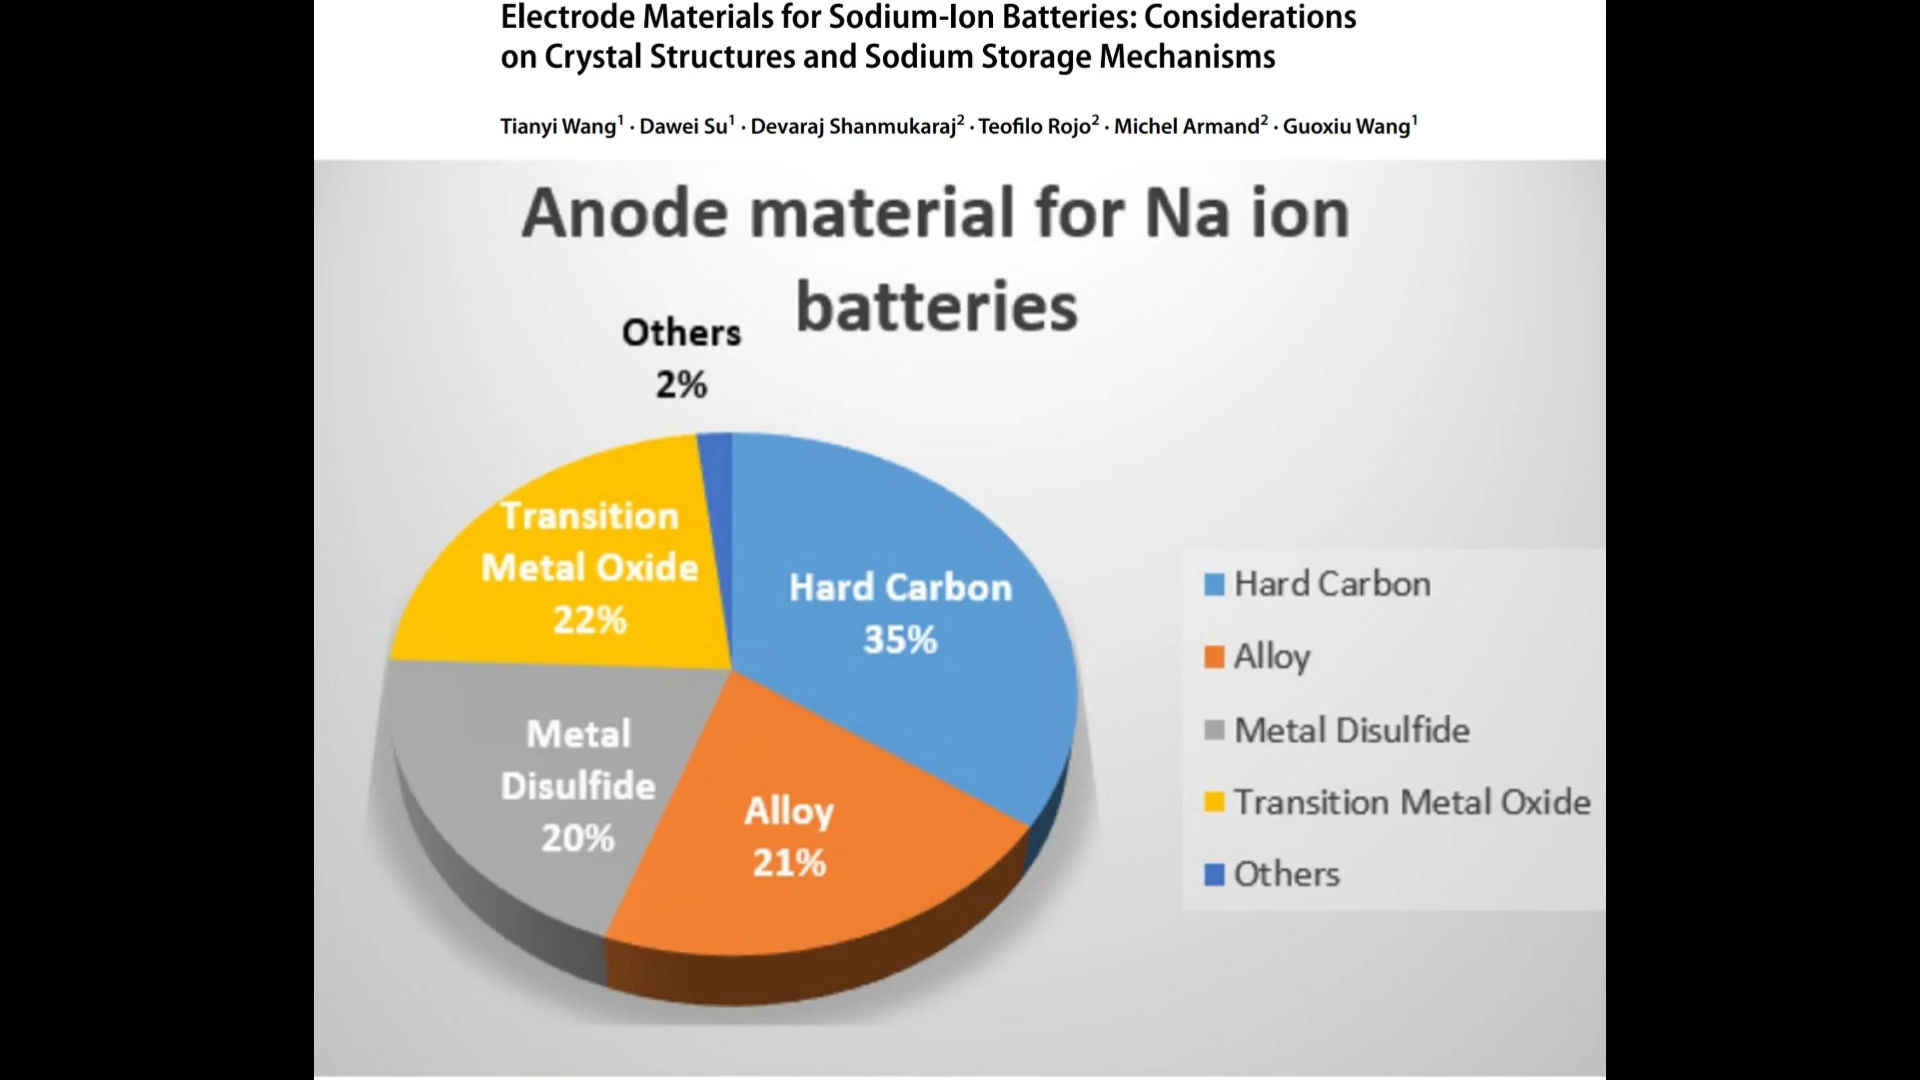 Electrode Materials for Sodium-Ion Batteries: Considerations
on Crystal Structures and Sodium Storage Mechanisms
Tianyi Wang1 · Dawei Su1 · Devaraj Shanmukaraj2 · Teofilo Rojo2 · Michel Armand2 · Guoxiu Wang1
Anode material for Na ion
batteries
Others
2%
Transition
Metal Oxide
22%
Hard Carbon
35%
Metal
Disulfide
20%
Alloy
21%
Hard Carbon
Alloy
Metal Disulfide
Transition Metal Oxide
Others